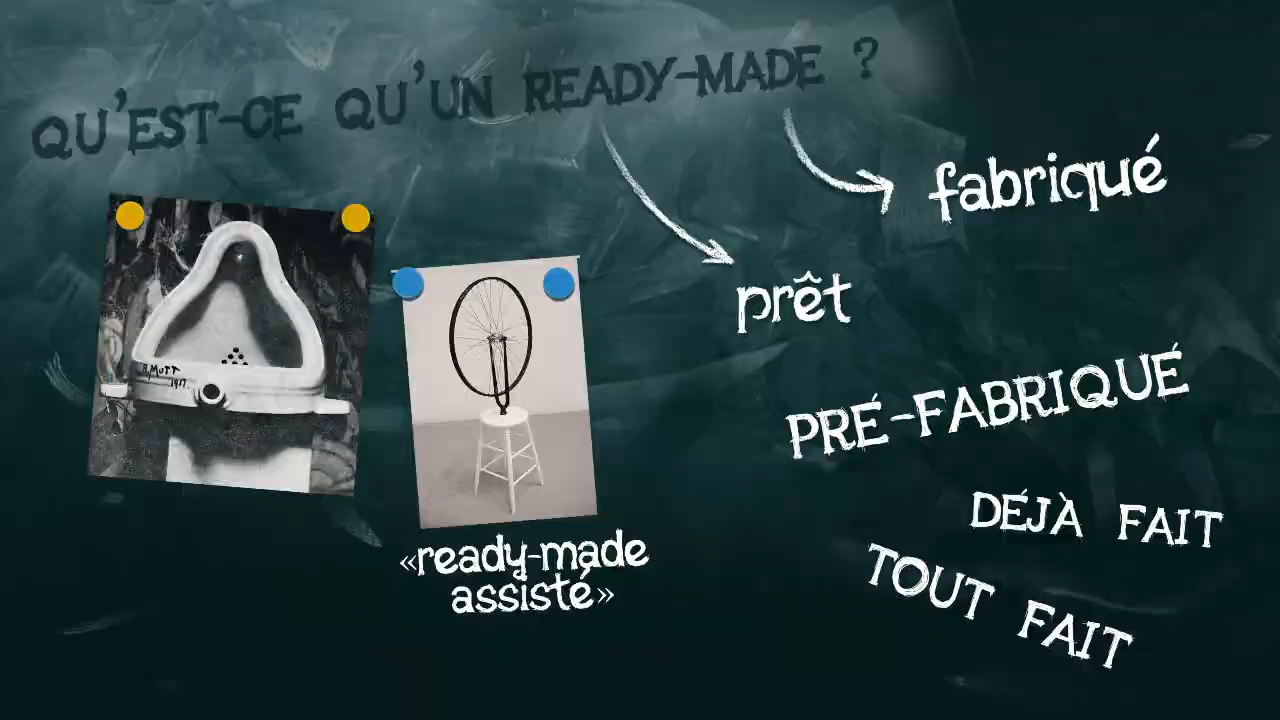 QU'EST-CE QU'UN READY-MADE ?
fabriqué
prêt
R.MUTT
1917
PRÉ-FABRIQUÉ
DÉJÀ FAIT
TOUT FAIT
«ready-made
assisté»